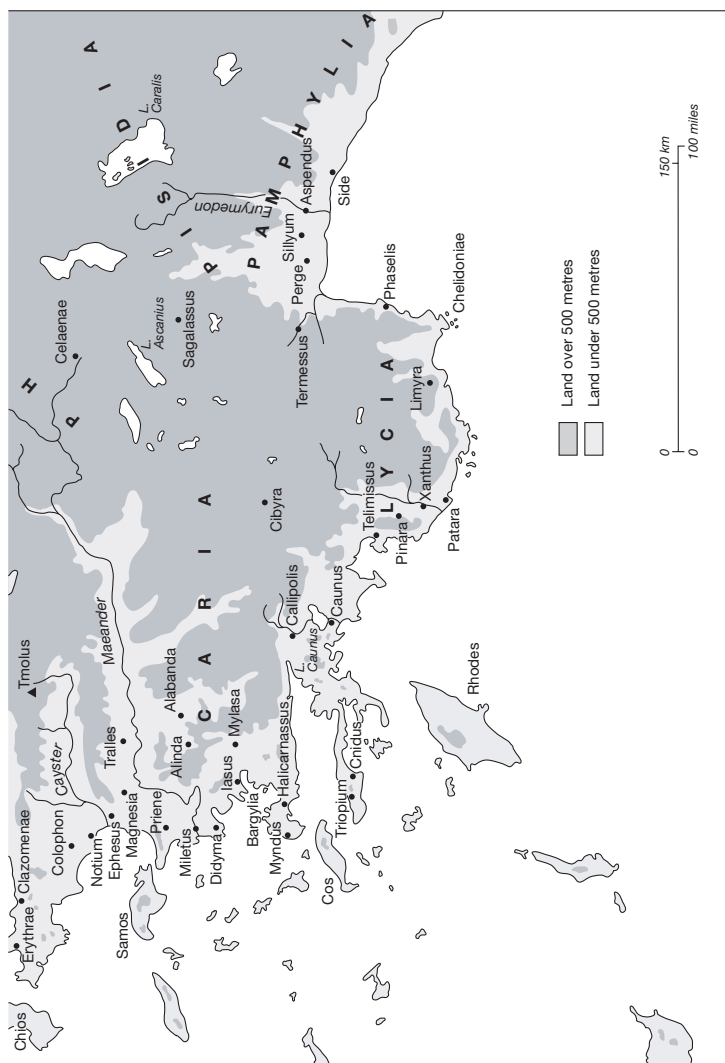 Chios
Erythrae
Clazomenae
Colophon
Notium
Ephesus
Magnesia
Cayster
Tmolus
Tralles
Maeander
P H
Celaenae
L.
Ascanius
Sagalassus
P I S I D I A
L.
Caralis
Samos
Priene
Miletus
Didyma
Alinda
Alabanda
C A R I A
Mylasa
Iasus
Bargylia
Myndus
Halicarnassus
Cibyra
Callipolis
L.
Caunius
Caunus
Termessus
Perge
Sillyum
Eurymedon
Aspendus
P A M P H Y L I A
Side
Cos
Triopium
Cnidus
Telimissus
L Y C I A
Pinara
Xanthus
Patara
Limyra
Phaselis
Chelidoniae
Rhodes
Land over 500 metres
Land under 500 metres
0 150 km
0 100 miles